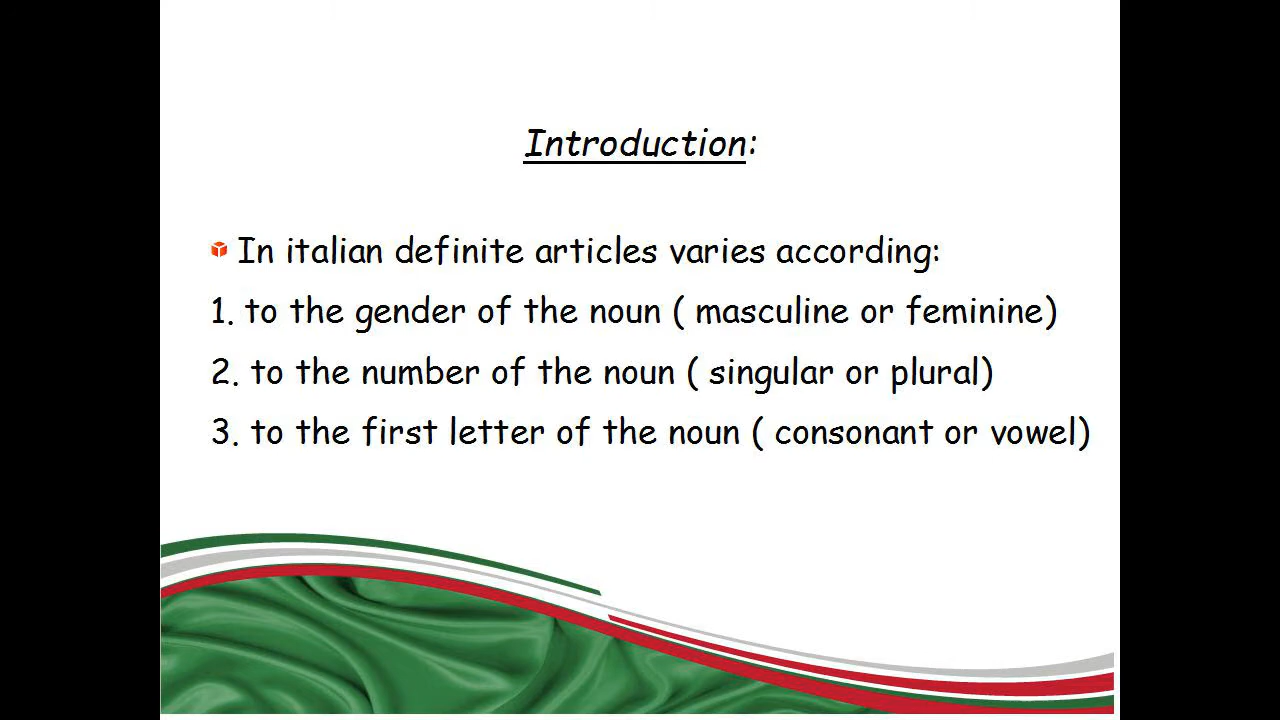 Introduction:
In italian definite articles varies according:
1. to the gender of the noun ( masculine or feminine)
2. to the number of the noun ( singular or plural)
3. to the first letter of the noun ( consonant or vowel)